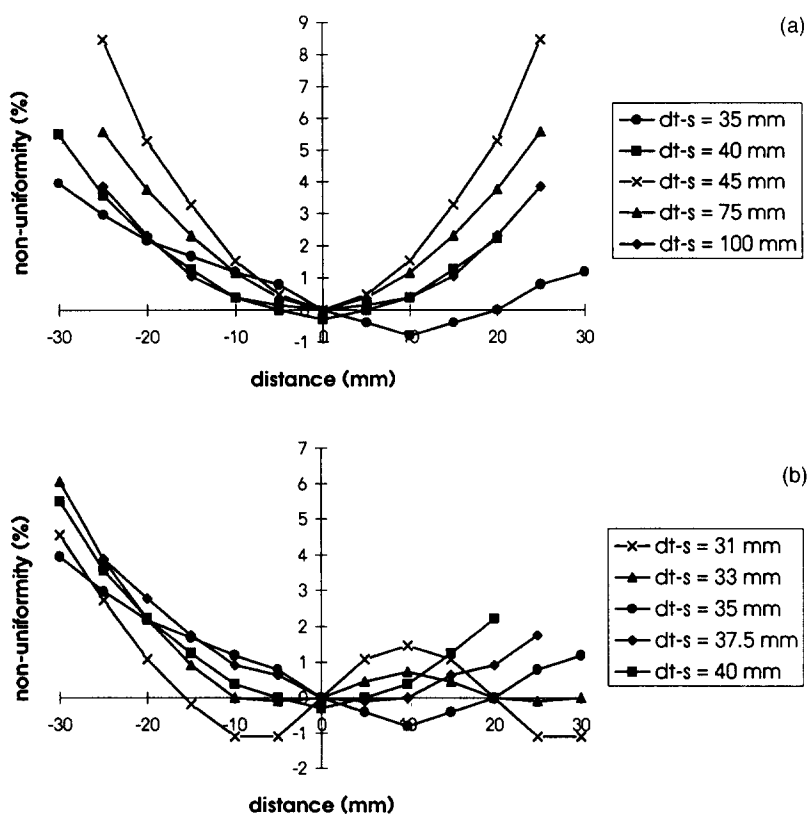 (a)
non-uniformity (%)
9
8
7
6
5
4
3
2
1
0
-1
-30 -20 -10 0 10 20 30
distance (mm)
dt-s = 35 mm
dt-s = 40 mm
dt-s = 45 mm
dt-s = 75 mm
dt-s = 100 mm
(b)
non-uniformity (%)
7
6
5
4
3
2
1
0
-1
-2
-30 -20 -10 0 10 20 30
distance (mm)
dt-s = 31 mm
dt-s = 33 mm
dt-s = 35 mm
dt-s = 37.5 mm
dt-s = 40 mm